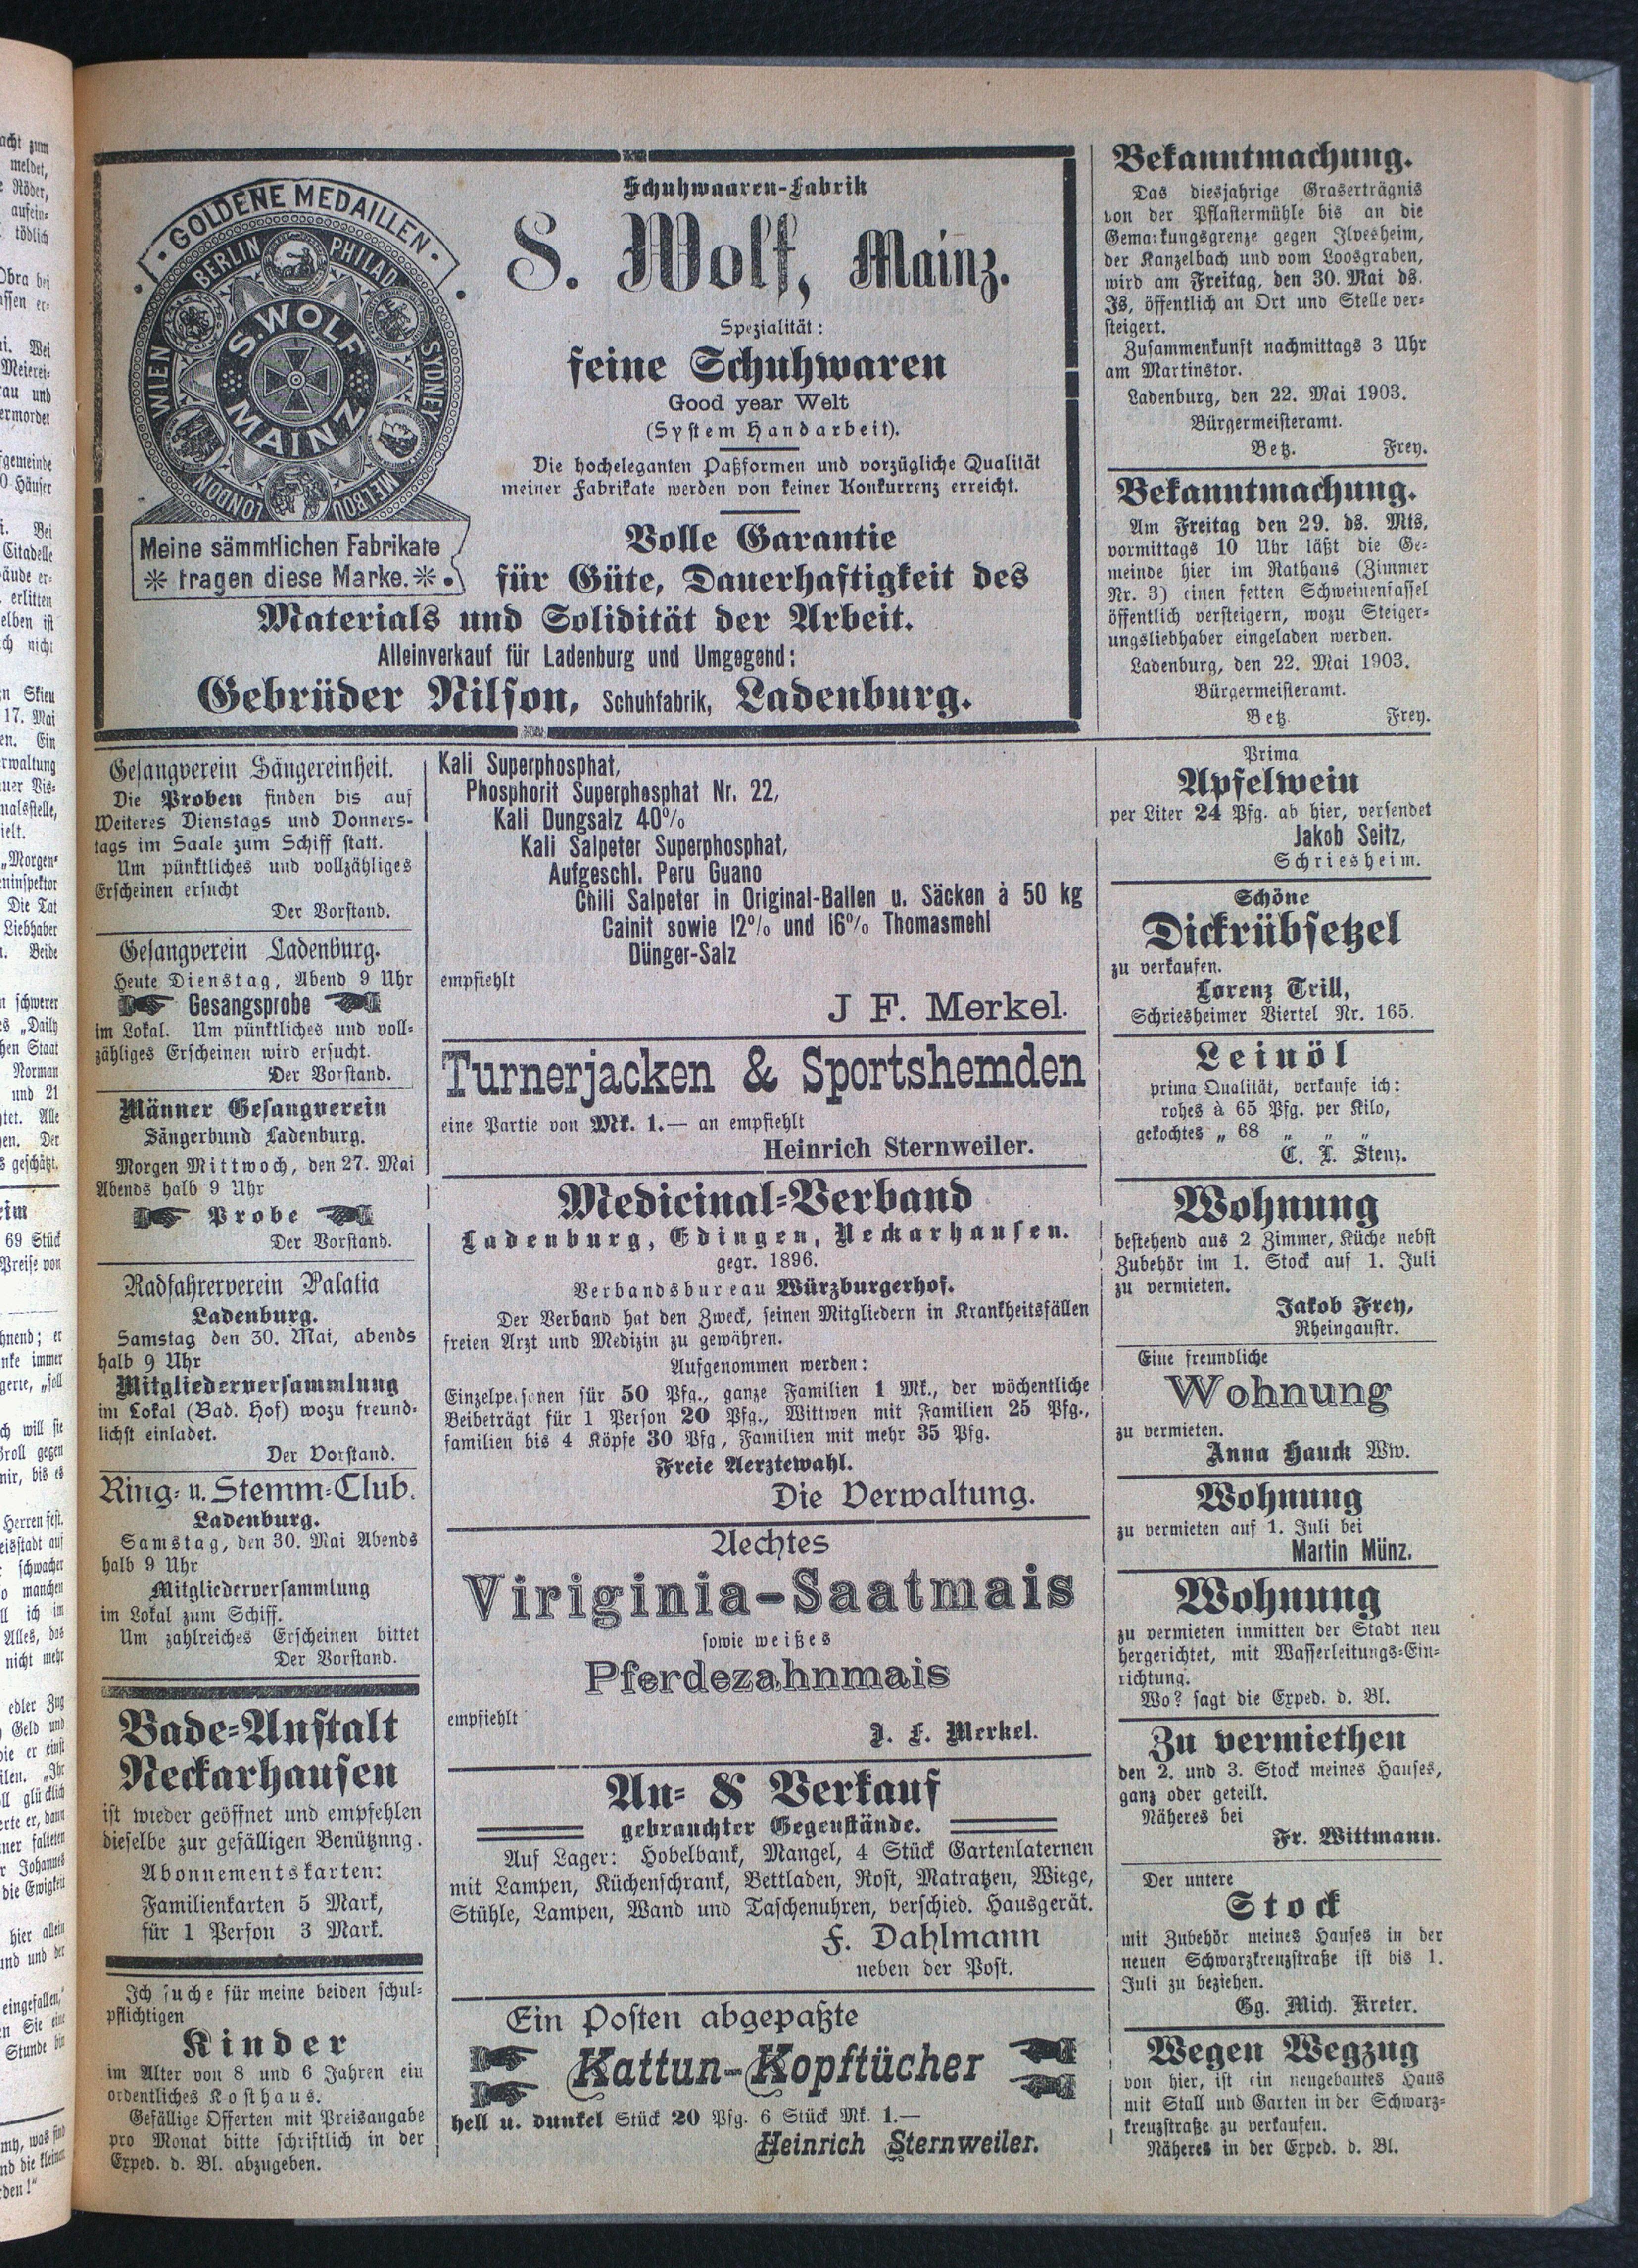 GOLDENE MEDAILLEN
BERLIN PHILAD SYDNEY MELBOU LONDON WIEN
S. WOLF
MAINZ
Meine sämmtlichen Fabrikate
tragen diese Marke.
Schuhwaaren-Fabrik
S. Wolf, Mainz.
Spezialität:
feine Schuhwaren
Good year Welt
(System Handarbeit).
Die hocheleganten Paßformen und vorzügliche Qualität
meiner Fabrikate werden von keiner Konkurrenz erreicht.
Volle Garantie
für Güte, Dauerhaftigkeit des
Materials und Solidität der Arbeit.
Alleinverkauf für Ladenburg und Umgegend:
Gebrüder Nilson, Schuhfabrik, Ladenburg.
Bekanntmachung.
Das diesjahrige Graserträgnis
von der Pflastermühle bis an die
Gemarkungsgrenze gegen Ilvesheim,
der Kanzelbach und vom Loosgraben,
wird am Freitag, den 30. Mai ds.
Is, öffentlich an Ort und Stelle ver-
steigert.
Zusammenkunft nachmittags 3 Uhr
am Martinstor.
Ladenburg, den 22. Mai 1903.
Bürgermeisteramt.
Betz. Frey.
Bekanntmachung.
Am Freitag den 29. ds. Mts,
vormittags 10 Uhr läßt die Ge-
meinde hier im Rathaus (Zimmer
Nr. 3) einen fetten Schweinenfassel
öffentlich versteigern, wozu Steiger-
ungsliebhaber eingeladen werden.
Ladenburg, den 22. Mai 1903.
Bürgermeisteramt.
Betz. Frey.
Gesangverein Sängereinheit.
Die Proben finden bis auf
Weiteres Dienstags und Donners-
tags im Saale zum Schiff statt.
Um pünktliches und vollzähliges
Erscheinen ersucht
Der Vorstand.
Gesangverein Ladenburg.
Heute Dienstag, Abend 9 Uhr
Gesangsprobe
im Lokal. Um pünktliches und voll-
zähliges Erscheinen wird ersucht.
Der Vorstand.
Männer Gesangverein
Sängerbund Ladenburg.
Morgen Mittwoch, den 27. Mai
Abends halb 9 Uhr
Probe
Der Vorstand.
Radfahrerverein Palatia
Ladenburg.
Samstag den 30. Mai, abends
halb 9 Uhr
Mitgliederversammlung
im Lokal (Bad. Hof) wozu freund-
lichst einladet.
Der Vorstand.
Ring- u. Stemm-Club.
Ladenburg.
Samstag, den 30. Mai Abends
halb 9 Uhr
Mitgliederversammlung
im Lokal zum Schiff.
Um zahlreiches Erscheinen bittet
Der Vorstand.
Bade-Anstalt
Neckarhausen
ist wieder geöffnet und empfehlen
dieselbe zur gefälligen Benützung.
Abonnementskarten:
Familienkarten 5 Mark,
für 1 Person 3 Mark.
Ich suche für meine beiden schul-
pflichtigen
Kinder
im Alter von 8 und 6 Jahren ein
ordentliches Kosthaus.
Gefällige Offerten mit Preisangabe
pro Monat bitte schriftlich in der
Exped. d. Bl. abzugeben.
Kali Superphosphat,
Phosphorit Superphosphat Nr. 22,
Kali Dungsalz 40%
Kali Salpeter Superphosphat,
Aufgeschl. Peru Guano
Chili Salpeter in Original-Ballen u. Säcken à 50 kg
Cainit sowie 12% und 16% Thomasmehl
Dünger-Salz
empfiehlt
J F. Merkel.
Turnerjacken & Sportshemden
eine Partie von Mk. 1.— an empfiehlt
Heinrich Sternweiler.
Medicinal-Verband
Ladenburg, Edingen, Neckarhausen.
gegr. 1896.
Verbandsbureau Würzburgerhof.
Der Verband hat den Zweck, seinen Mitgliedern in Krankheitsfällen
freien Arzt und Medizin zu gewähren.
Aufgenommen werden:
Einzelpersonen für 50 Pfg., ganze Familien 1 Mk., der wöchentliche
Beibeträgt für 1 Person 20 Pfg., Wittwen mit Familien 25 Pfg.,
familien bis 4 Köpfe 30 Pfg, Familien mit mehr 35 Pfg.
Freie Aerztewahl.
Die Verwaltung.
Aechtes
Viriginia-Saatmais
sowie weißes
Pferdezahnmais
empfiehlt
J. F. Merkel.
An- & Verkauf
gebrauchter Gegenstände.
Auf Lager: Hobelbank, Mangel, 4 Stück Gartenlaternen
mit Lampen, Küchenschrank, Bettladen, Rost, Matratzen, Wiege,
Stühle, Lampen, Wand und Taschenuhren, verschied. Hausgerät.
F. Dahlmann
neben der Post.
Ein Posten abgepaßte
Kattun-Kopftücher
hell u. dunkel Stück 20 Pfg. 6 Stück Mk. 1.—
Heinrich Sternweiler.
Prima
Apfelwein
per Liter 24 Pfg. ab hier, versendet
Jakob Seitz,
Schriesheim.
Schöne
Dickrübsetzel
zu verkaufen.
Lorenz Trill,
Schriesheimer Viertel Nr. 165.
Leinöl
prima Qualität, verkaufe ich:
rohes à 65 Pfg. per Kilo,
gekochtes „ 68 „ „ „
C. L. Stenz.
Wohnung
bestehend aus 2 Zimmer, Küche nebst
Zubehör im 1. Stock auf 1. Juli
zu vermieten.
Jakob Frey,
Rheingaustr.
Eine freundliche
Wohnung
zu vermieten.
Anna Hauck Ww.
Wohnung
zu vermieten auf 1. Juli bei
Martin Münz.
Wohnung
zu vermieten inmitten der Stadt neu
hergerichtet, mit Wasserleitungs-Ein-
richtung.
Wo? sagt die Exped. d. Bl.
Zu vermiethen
den 2. und 3. Stock meines Hauses,
ganz oder geteilt.
Näheres bei
Fr. Wittmann.
Der untere
Stock
mit Zubehör meines Hauses in der
neuen Schwarzkreuzstraße ist bis 1.
Juli zu beziehen.
Gg. Mich. Kreter.
Wegen Wegzug
von hier, ist ein neugebautes Haus
mit Stall und Garten in der Schwarz-
kreuzstraße zu verkaufen.
Näheres in der Exped. d. Bl.